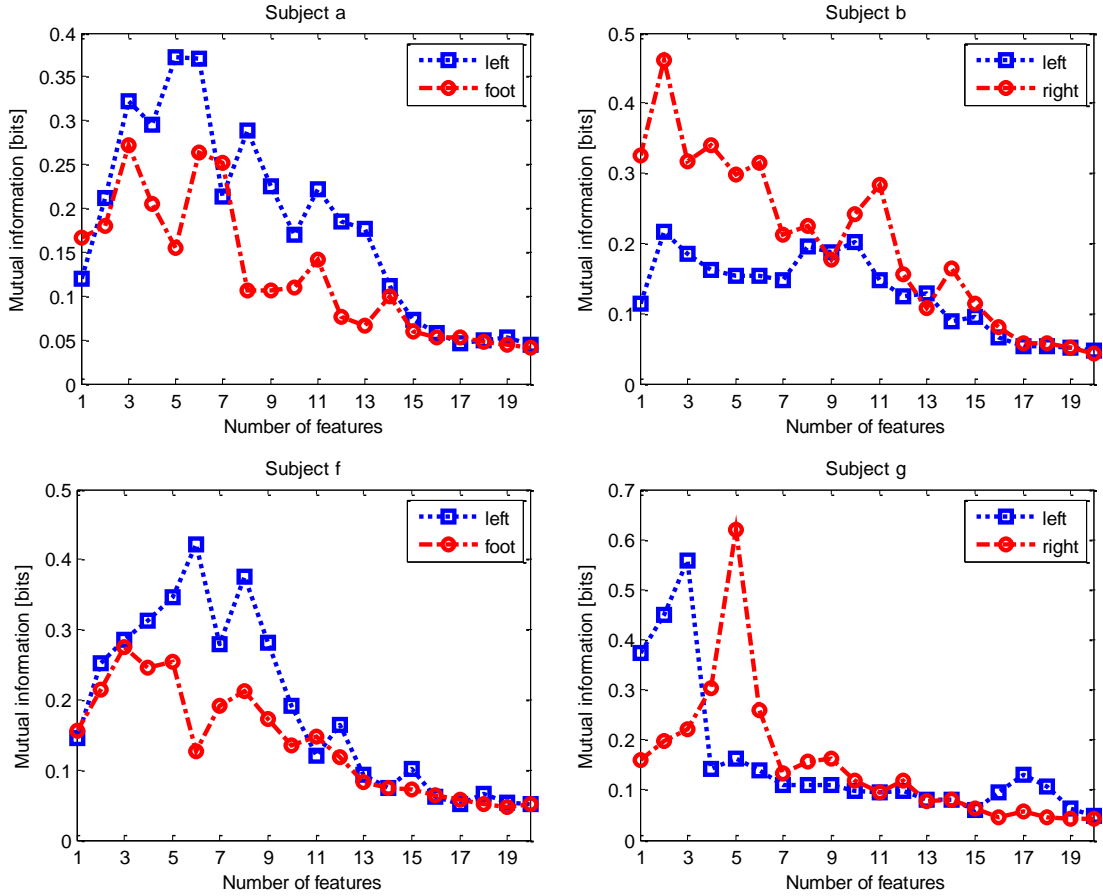 Subject a
0.4
0.35
0.3
0.25
0.2
0.15
0.1
0.05
0
Mutual information [bits]
left
foot
1 3 5 7 9 11 13 15 17 19
Number of features
Subject b
0.5
0.4
0.3
0.2
0.1
0
Mutual information [bits]
left
right
1 3 5 7 9 11 13 15 17 19
Number of features
Subject f
0.5
0.4
0.3
0.2
0.1
0
Mutual information [bits]
left
foot
1 3 5 7 9 11 13 15 17 19
Number of features
Subject g
0.7
0.6
0.5
0.4
0.3
0.2
0.1
0
Mutual information [bits]
left
right
1 3 5 7 9 11 13 15 17 19
Number of features